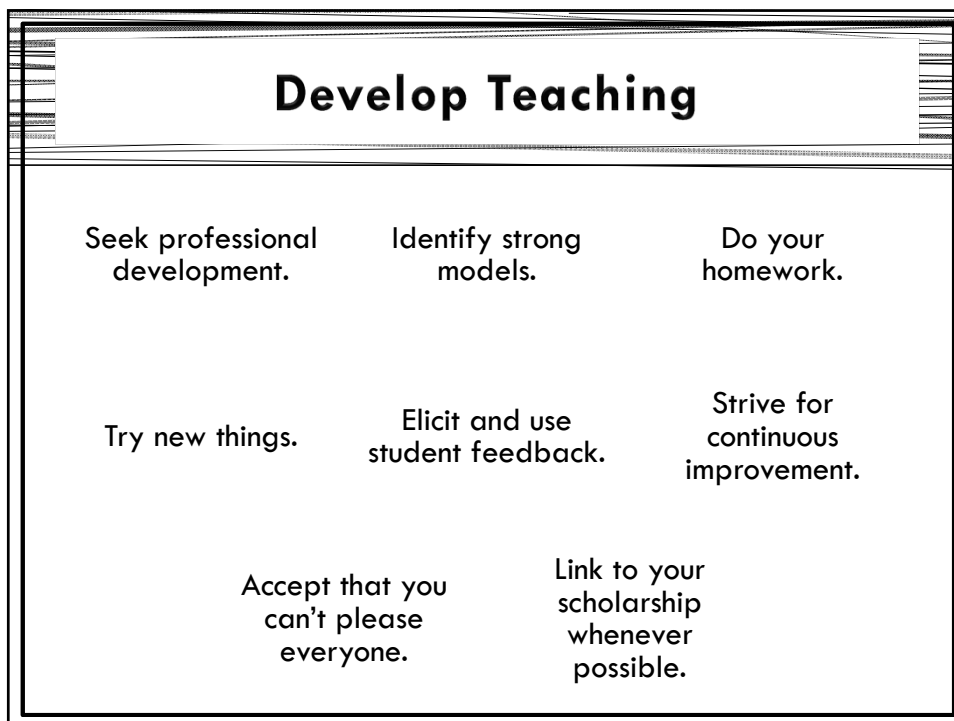 Develop Teaching
Seek professional
development.
Identify strong
models.
Do your
homework.
Try new things.
Elicit and use
student feedback.
Strive for
continuous
improvement.
Accept that you
can’t please
everyone.
Link to your
scholarship
whenever
possible.